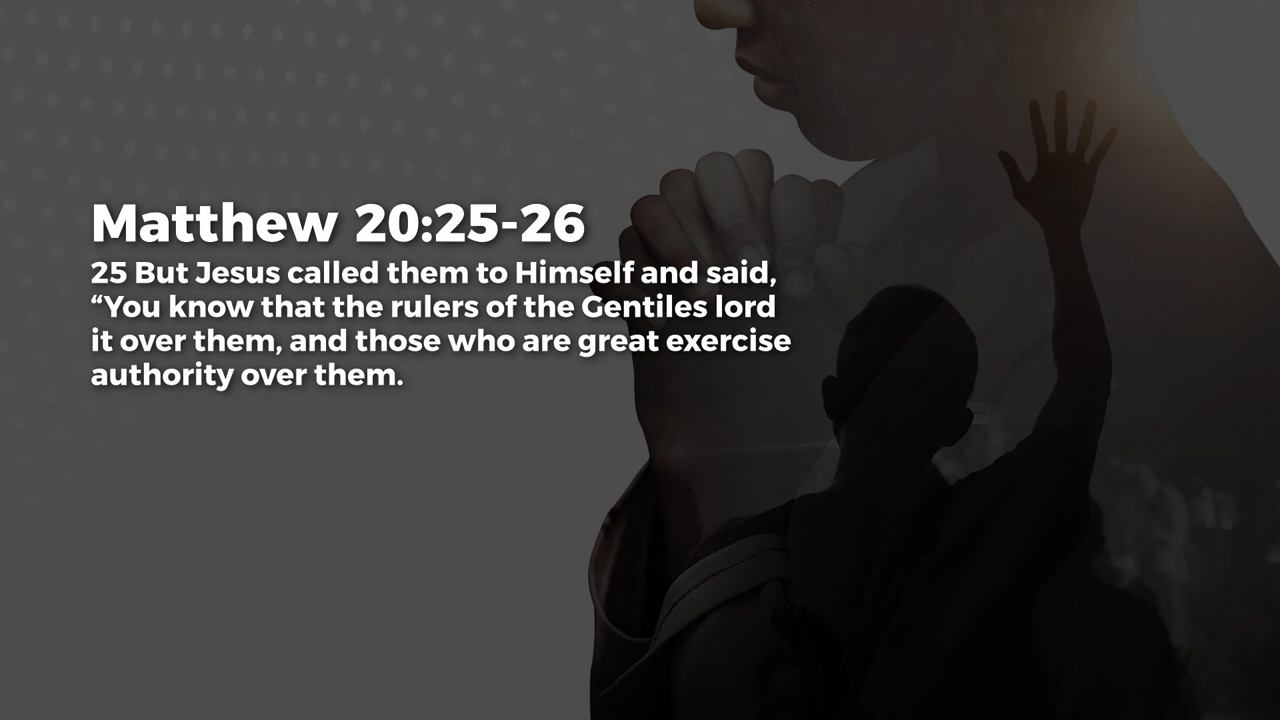 Matthew 20:25-26
25 But Jesus called them to Himself and said,
“You know that the rulers of the Gentiles lord
it over them, and those who are great exercise
authority over them.